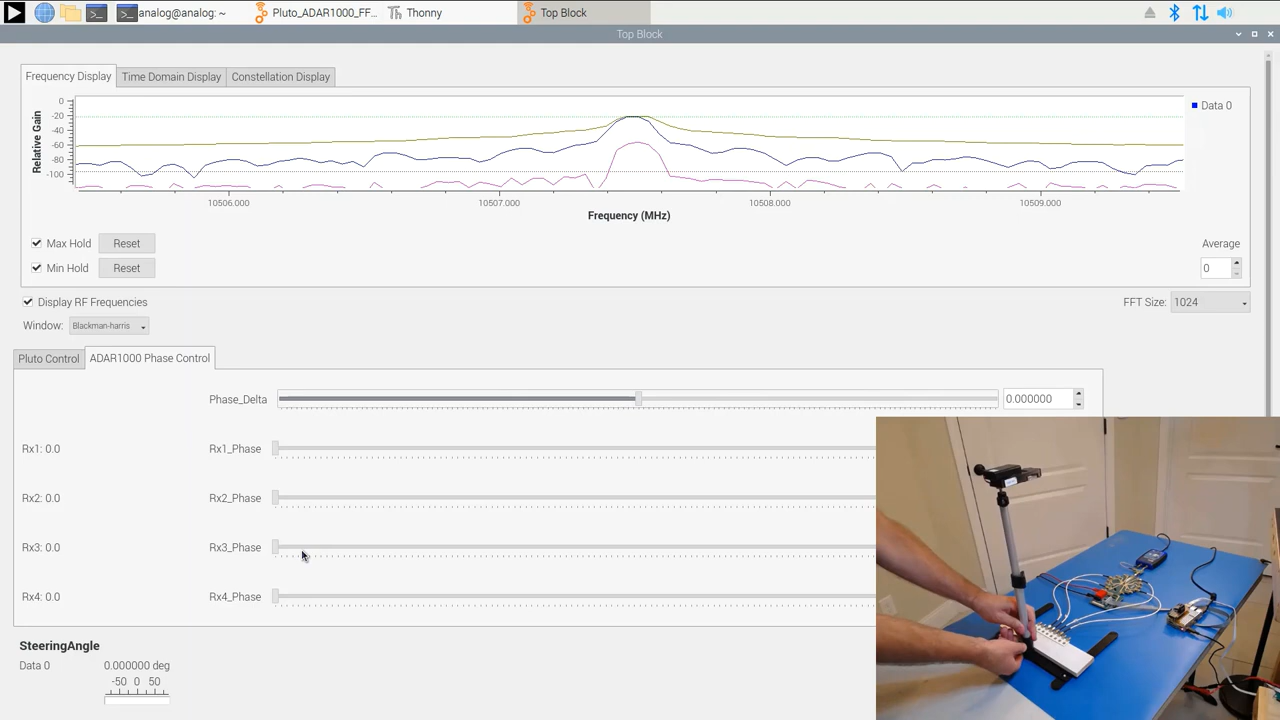 analog@analog: ~
Pluto_ADAR1000_FF...
Thonny
Top Block
Top Block
Frequency Display
Time Domain Display
Constellation Display
Relative Gain
0
-20
-40
-60
-80
-100
Data 0
10506.000
10507.000
10508.000
10509.000
Frequency (MHz)
Max Hold
Reset
Average
Min Hold
Reset
0
Display RF Frequencies
FFT Size:
1024
Window:
Blackman-harris
Pluto Control
ADAR1000 Phase Control
Phase_Delta
0.000000
Rx1: 0.0
Rx1_Phase
Rx2: 0.0
Rx2_Phase
Rx3: 0.0
Rx3_Phase
Rx4: 0.0
Rx4_Phase
SteeringAngle
Data 0
0.000000 deg
-50 0 50